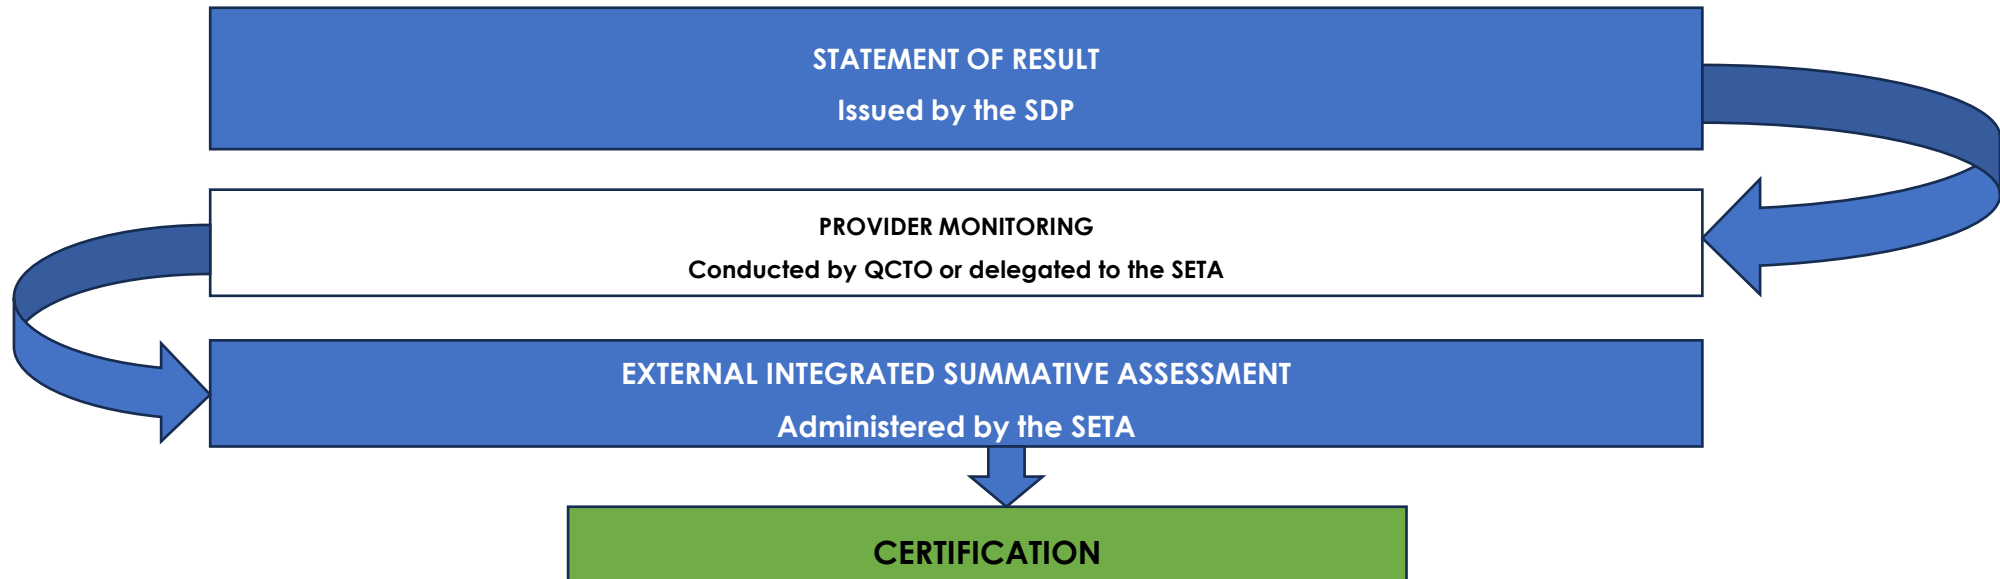 STATEMENT OF RESULT
Issued by the SDP
PROVIDER MONITORING
Conducted by QCTO or delegated to the SETA
EXTERNAL INTEGRATED SUMMATIVE ASSESSMENT
Administered by the SETA
CERTIFICATION